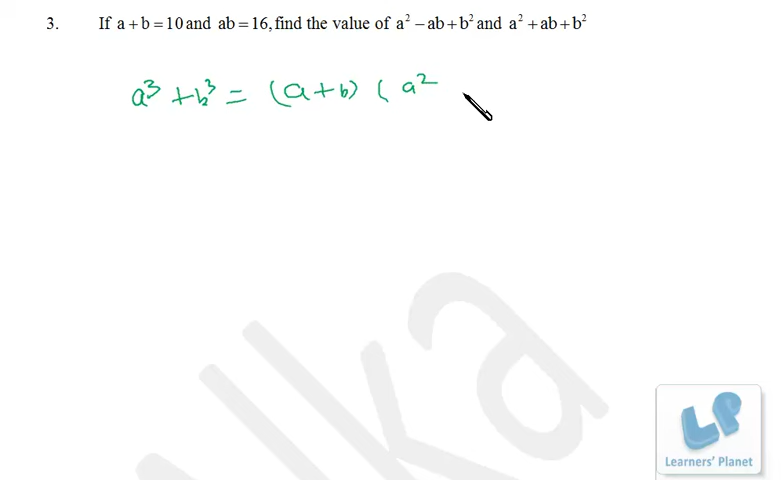 3. If a + b = 10 and ab = 16, find the value of a² − ab + b² and a² + ab + b²
a³ + b³ = (a + b) ( a²
LP
Learners' Planet